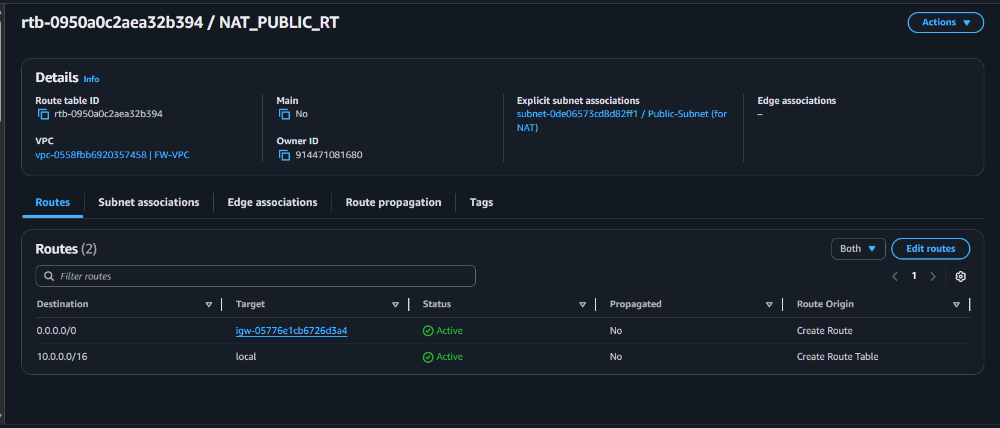 rtb-0950a0c2aea32b394 / NAT_PUBLIC_RT
Actions
Details Info
Route table ID
rtb-0950a0c2aea32b394
Main
No
Explicit subnet associations
subnet-0de06573cd8d82ff1 / Public-Subnet (for
NAT)
Edge associations
–
VPC
vpc-0558fbb6920357458 | FW-VPC
Owner ID
914471081680
Routes
Subnet associations
Edge associations
Route propagation
Tags
Routes (2)
Both
Edit routes
Filter routes
1
Destination Target Status Propagated Route Origin
0.0.0.0/0 igw-05776e1cb6726d3a4 Active No Create Route
10.0.0.0/16 local Active No Create Route Table